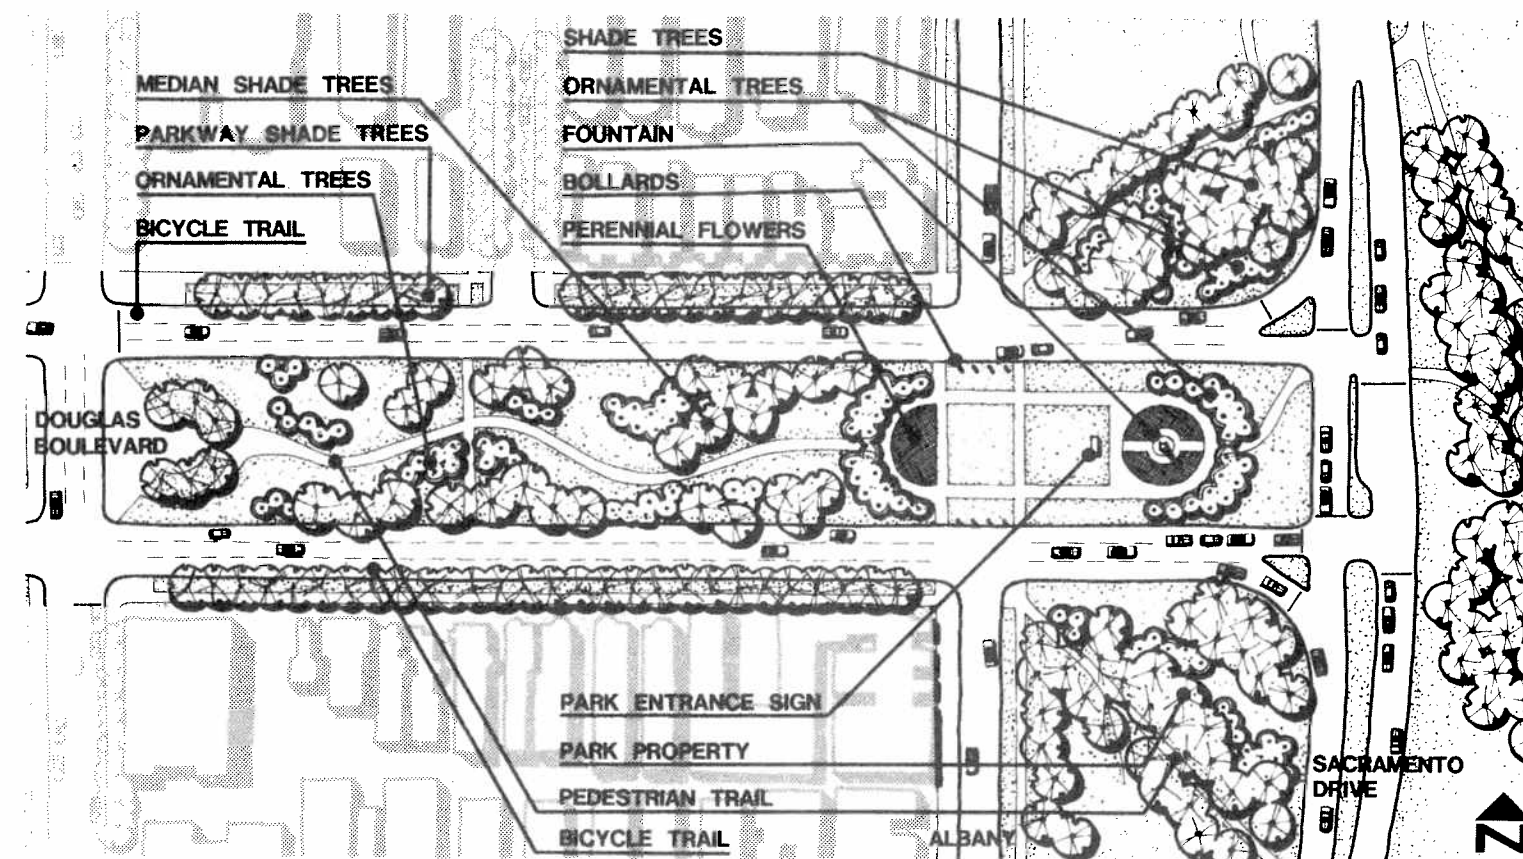 SHADE TREES
MEDIAN SHADE TREES
ORNAMENTAL TREES
PARKWAY SHADE TREES
FOUNTAIN
ORNAMENTAL TREES
BOLLARDS
BICYCLE TRAIL
PERENNIAL FLOWERS
DOUGLAS
BOULEVARD
PARK ENTRANCE SIGN
PARK PROPERTY
SACRAMENTO
DRIVE
PEDESTRIAN TRAIL
BICYCLE TRAIL
ALBANY
N